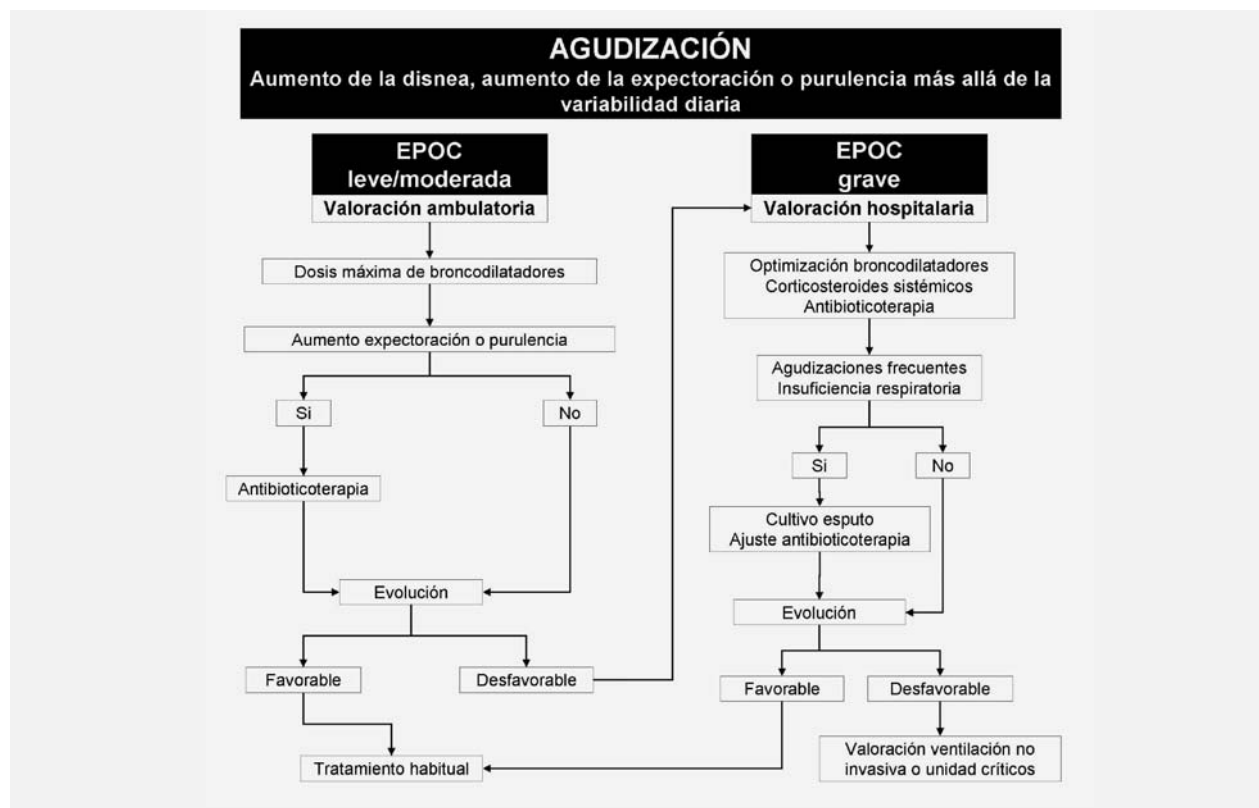 AGUDIZACIÓN
Aumento de la disnea, aumento de la expectoración o purulencia más allá de la
variabilidad diaria
EPOC
leve/moderada
Valoración ambulatoria
Dosis máxima de broncodilatadores
Aumento expectoración o purulencia
Si
No
Antibioticoterapia
Evolución
Favorable
Desfavorable
Tratamiento habitual
EPOC
grave
Valoración hospitalaria
Optimización broncodilatadores
Corticosteroides sistémicos
Antibioticoterapia
Agudizaciones frecuentes
Insuficiencia respiratoria
Si
No
Cultivo esputo
Ajuste antibioticoterapia
Evolución
Favorable
Desfavorable
Valoración ventilación no
invasiva o unidad críticos